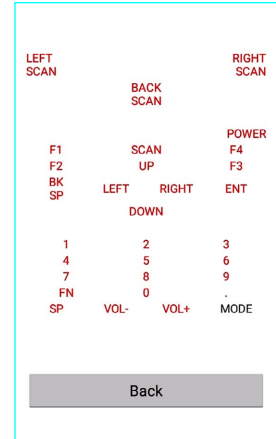 LEFT RIGHT
SCAN SCAN
BACK
SCAN
POWER
F1 SCAN F4
F2 UP F3
BK
SP LEFT RIGHT ENT
DOWN
1 2 3
4 5 6
7 8 9
FN 0 .
SP VOL- VOL+ MODE
Back